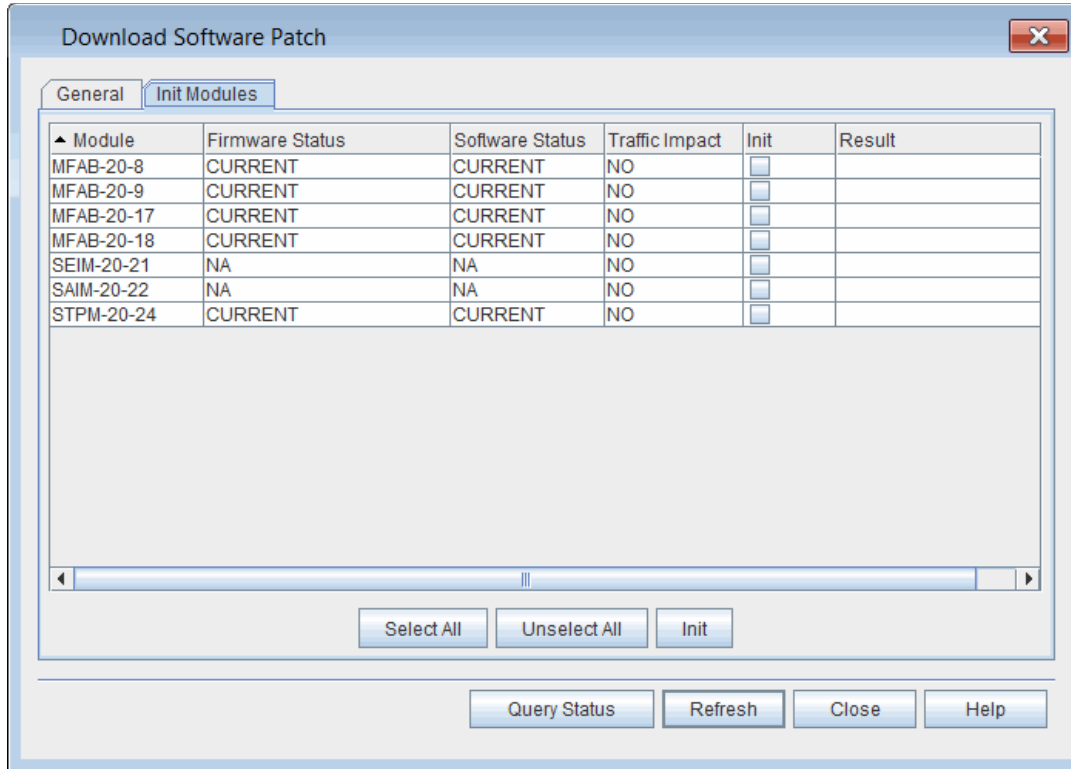 Download Software Patch
General Init Modules
Module Firmware Status Software Status Traffic Impact Init Result
MFAB-20-8 CURRENT CURRENT NO
MFAB-20-9 CURRENT CURRENT NO
MFAB-20-17 CURRENT CURRENT NO
MFAB-20-18 CURRENT CURRENT NO
SEIM-20-21 NA NA NO
SAIM-20-22 NA NA NO
STPM-20-24 CURRENT CURRENT NO
Select All Unselect All Init
Query Status Refresh Close Help